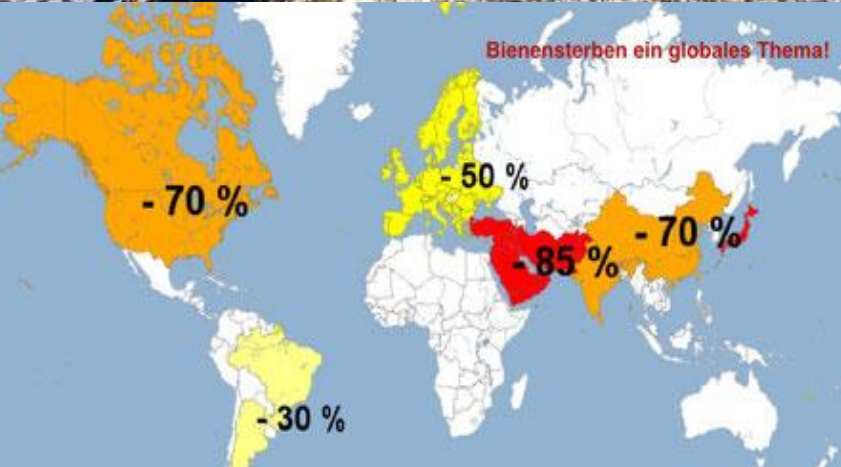 Bienensterben ein globales Thema!
- 70 %
- 50 %
- 85 %
- 70 %
- 30 %